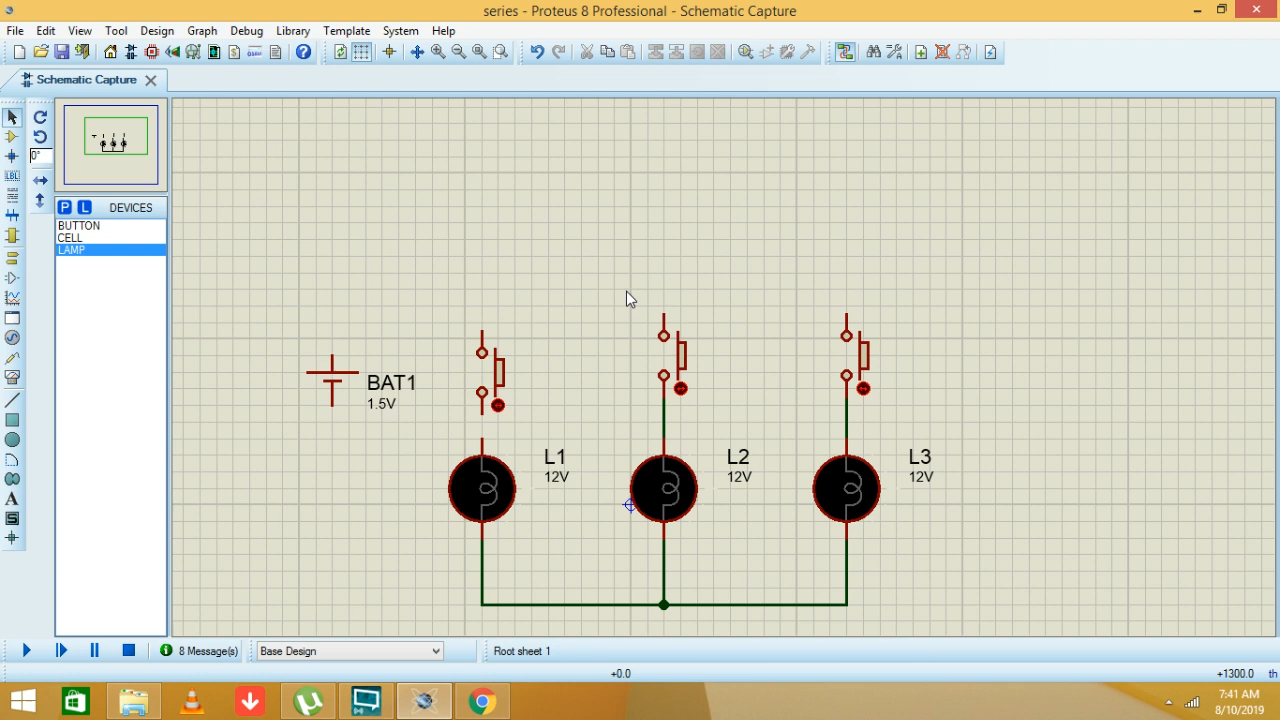 series - Proteus 8 Professional - Schematic Capture
File Edit View Tool Design Graph Debug Library Template System Help
Schematic Capture
0°
LBL
P L DEVICES
BUTTON
CELL
LAMP
BAT1
1.5V
L1
12V
L2
12V
L3
12V
A
S
8 Message(s) Base Design Root sheet 1
+0.0 +1300.0 th
7:41 AM
8/10/2019